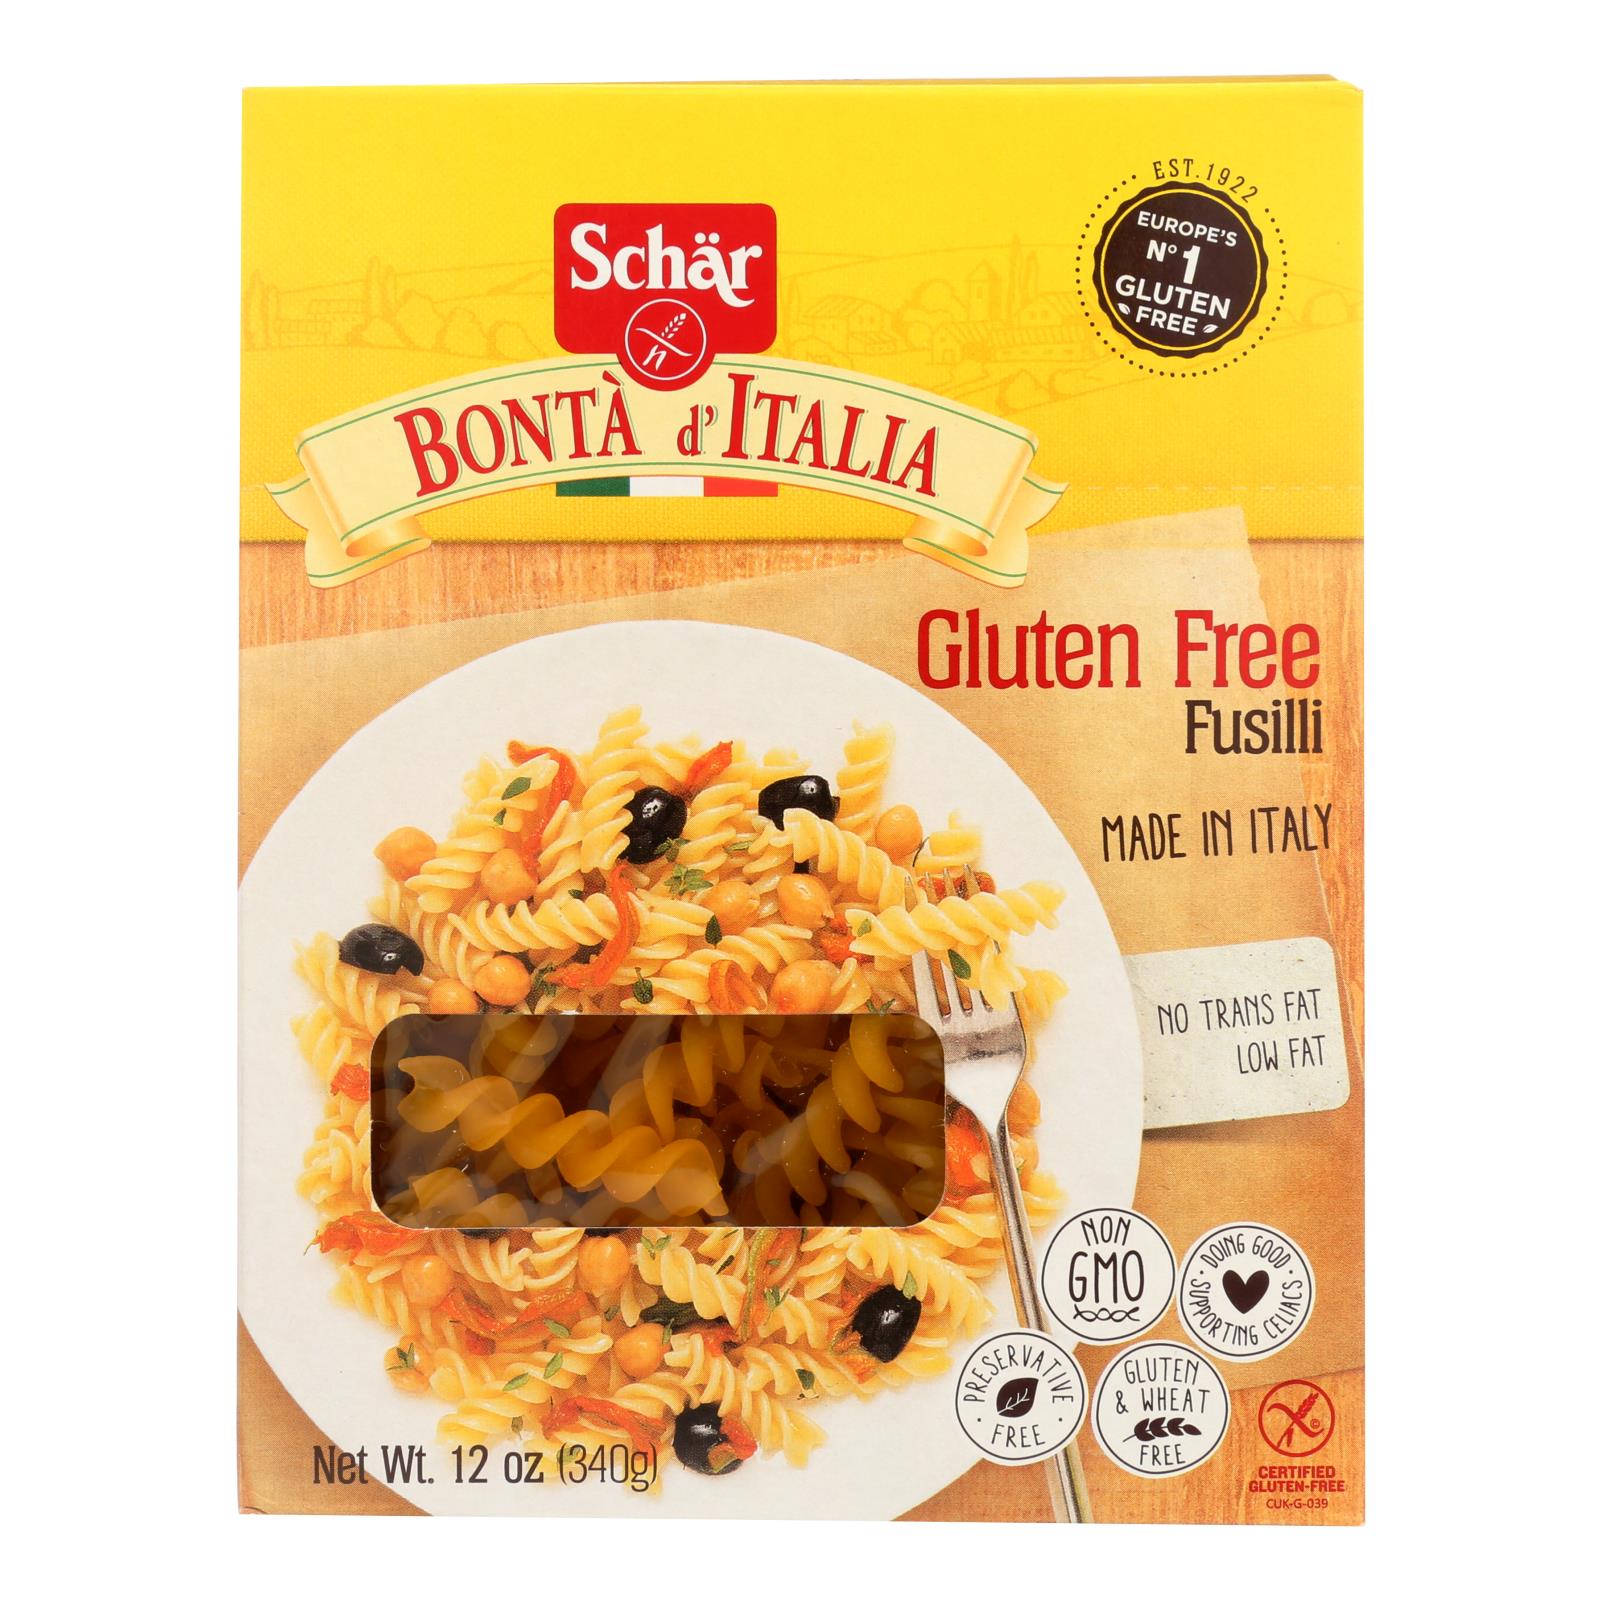 EST. 1922
EUROPE'S
N° 1
GLUTEN
FREE
Schär
BONTÀ d'ITALIA
Gluten Free
Fusilli
MADE IN ITALY
NO TRANS FAT
LOW FAT
NON
GMO
DOING GOOD
SUPPORTING CELIACS
PRESERVATIVE
FREE
GLUTEN
& WHEAT
FREE
CERTIFIED
GLUTEN-FREE
CUK-G-039
Net Wt. 12 oz (340g)